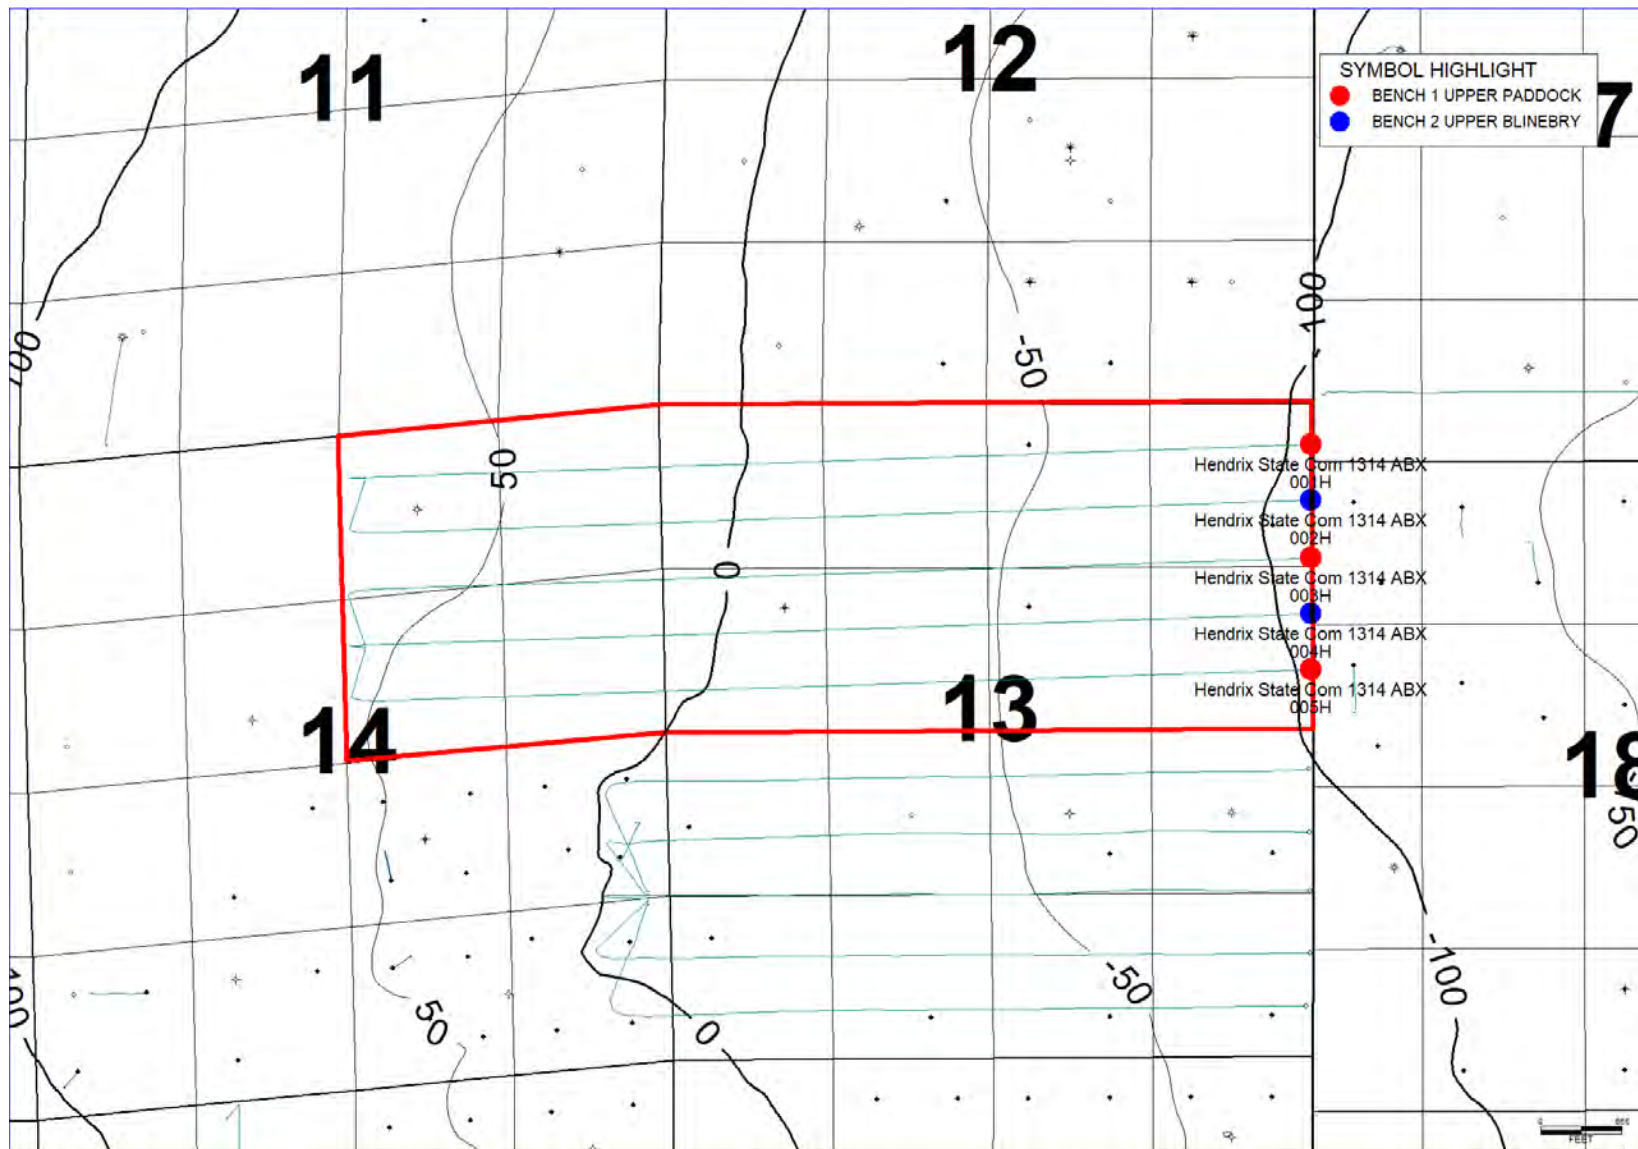 11
12
7
SYMBOL HIGHLIGHT
BENCH 1 UPPER PADDOCK
BENCH 2 UPPER BLINEBRY
-100
-50
50
Hendrix State Com 1314 ABX
001H
Hendrix State Com 1314 ABX
002H
0
Hendrix State Com 1314 ABX
003H
Hendrix State Com 1314 ABX
004H
Hendrix State Com 1314 ABX
005H
14
13
18
-50
-100
50
0
FEET